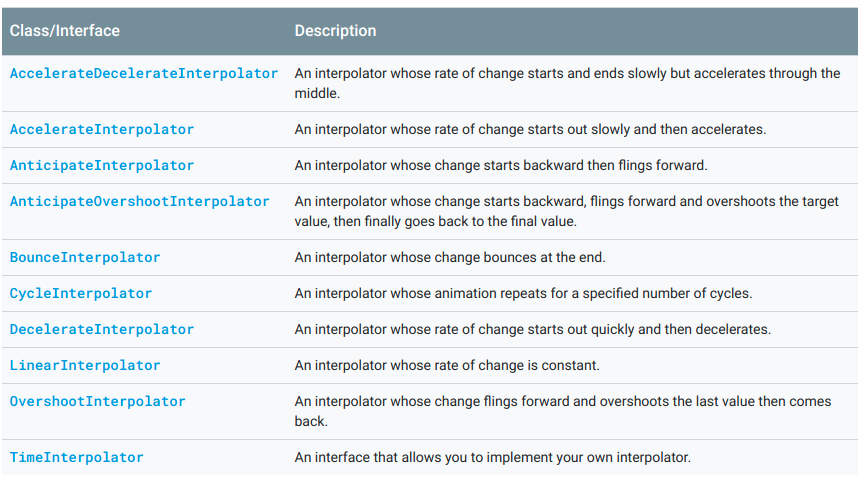 Class/Interface Description
AccelerateDecelerateInterpolator An interpolator whose rate of change starts and ends slowly but accelerates through the
middle.
AccelerateInterpolator An interpolator whose rate of change starts out slowly and then accelerates.
AnticipateInterpolator An interpolator whose change starts backward then flings forward.
AnticipateOvershootInterpolator An interpolator whose change starts backward, flings forward and overshoots the target
value, then finally goes back to the final value.
BounceInterpolator An interpolator whose change bounces at the end.
CycleInterpolator An interpolator whose animation repeats for a specified number of cycles.
DecelerateInterpolator An interpolator whose rate of change starts out quickly and then decelerates.
LinearInterpolator An interpolator whose rate of change is constant.
OvershootInterpolator An interpolator whose change flings forward and overshoots the last value then comes
back.
TimeInterpolator An interface that allows you to implement your own interpolator.